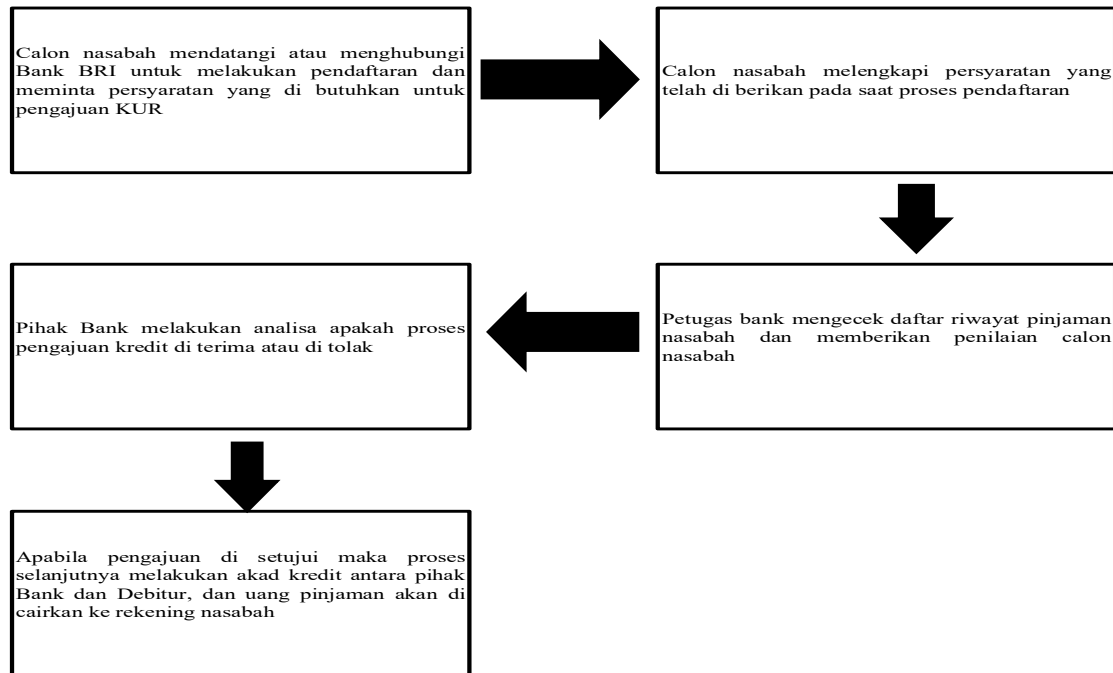 Calon nasabah mendatangi atau menghubungi
Bank BRI untuk melakukan pendaftaran dan
meminta persyaratan yang di butuhkan untuk
pengajuan KUR
Calon nasabah melengkapi persyaratan yang
telah di berikan pada saat proses pendaftaran
Petugas bank mengecek daftar riwayat pinjaman
nasabah dan memberikan penilaian calon
nasabah
Pihak Bank melakukan analisa apakah proses
pengajuan kredit di terima atau di tolak
Apabila pengajuan di setujui maka proses
selanjutnya melakukan akad kredit antara pihak
Bank dan Debitur, dan uang pinjaman akan di
cairkan ke rekening nasabah